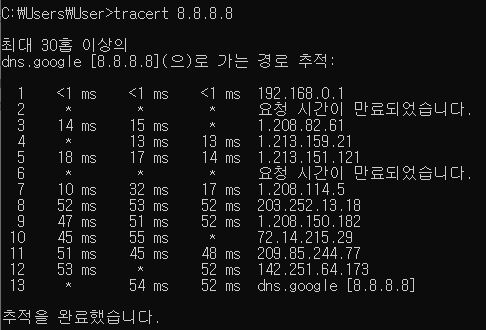 C:₩Users₩User>tracert 8.8.8.8
최대 30홉 이상의
dns.google [8.8.8.8](으)로 가는 경로 추적:
1 <1 ms <1 ms <1 ms 192.168.0.1
2 * * * 요청 시간이 만료되었습니다.
3 14 ms 15 ms * 1.208.82.61
4 * 13 ms 13 ms 1.213.159.21
5 18 ms 17 ms 14 ms 1.213.151.121
6 * * * 요청 시간이 만료되었습니다.
7 10 ms 32 ms 17 ms 1.208.114.5
8 52 ms 53 ms 52 ms 203.252.13.18
9 47 ms 51 ms 52 ms 1.208.150.182
10 45 ms 55 ms * 72.14.215.29
11 51 ms 45 ms 48 ms 209.85.244.77
12 53 ms * 52 ms 142.251.64.173
13 * 54 ms 52 ms dns.google [8.8.8.8]
추적을 완료했습니다.